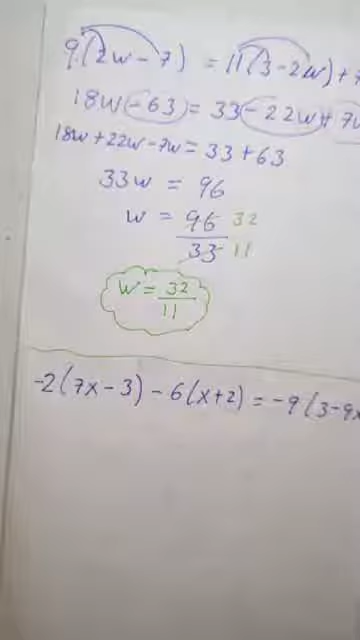 9(2w-7) = 11(3-2w)+7
18w-63 = 33-22w+7w
18w+22w-7w = 33+63
33w = 96
w = 96/33 32/11
w = 32/11
-2(7x-3)-6(x+2) = -9(3-9x